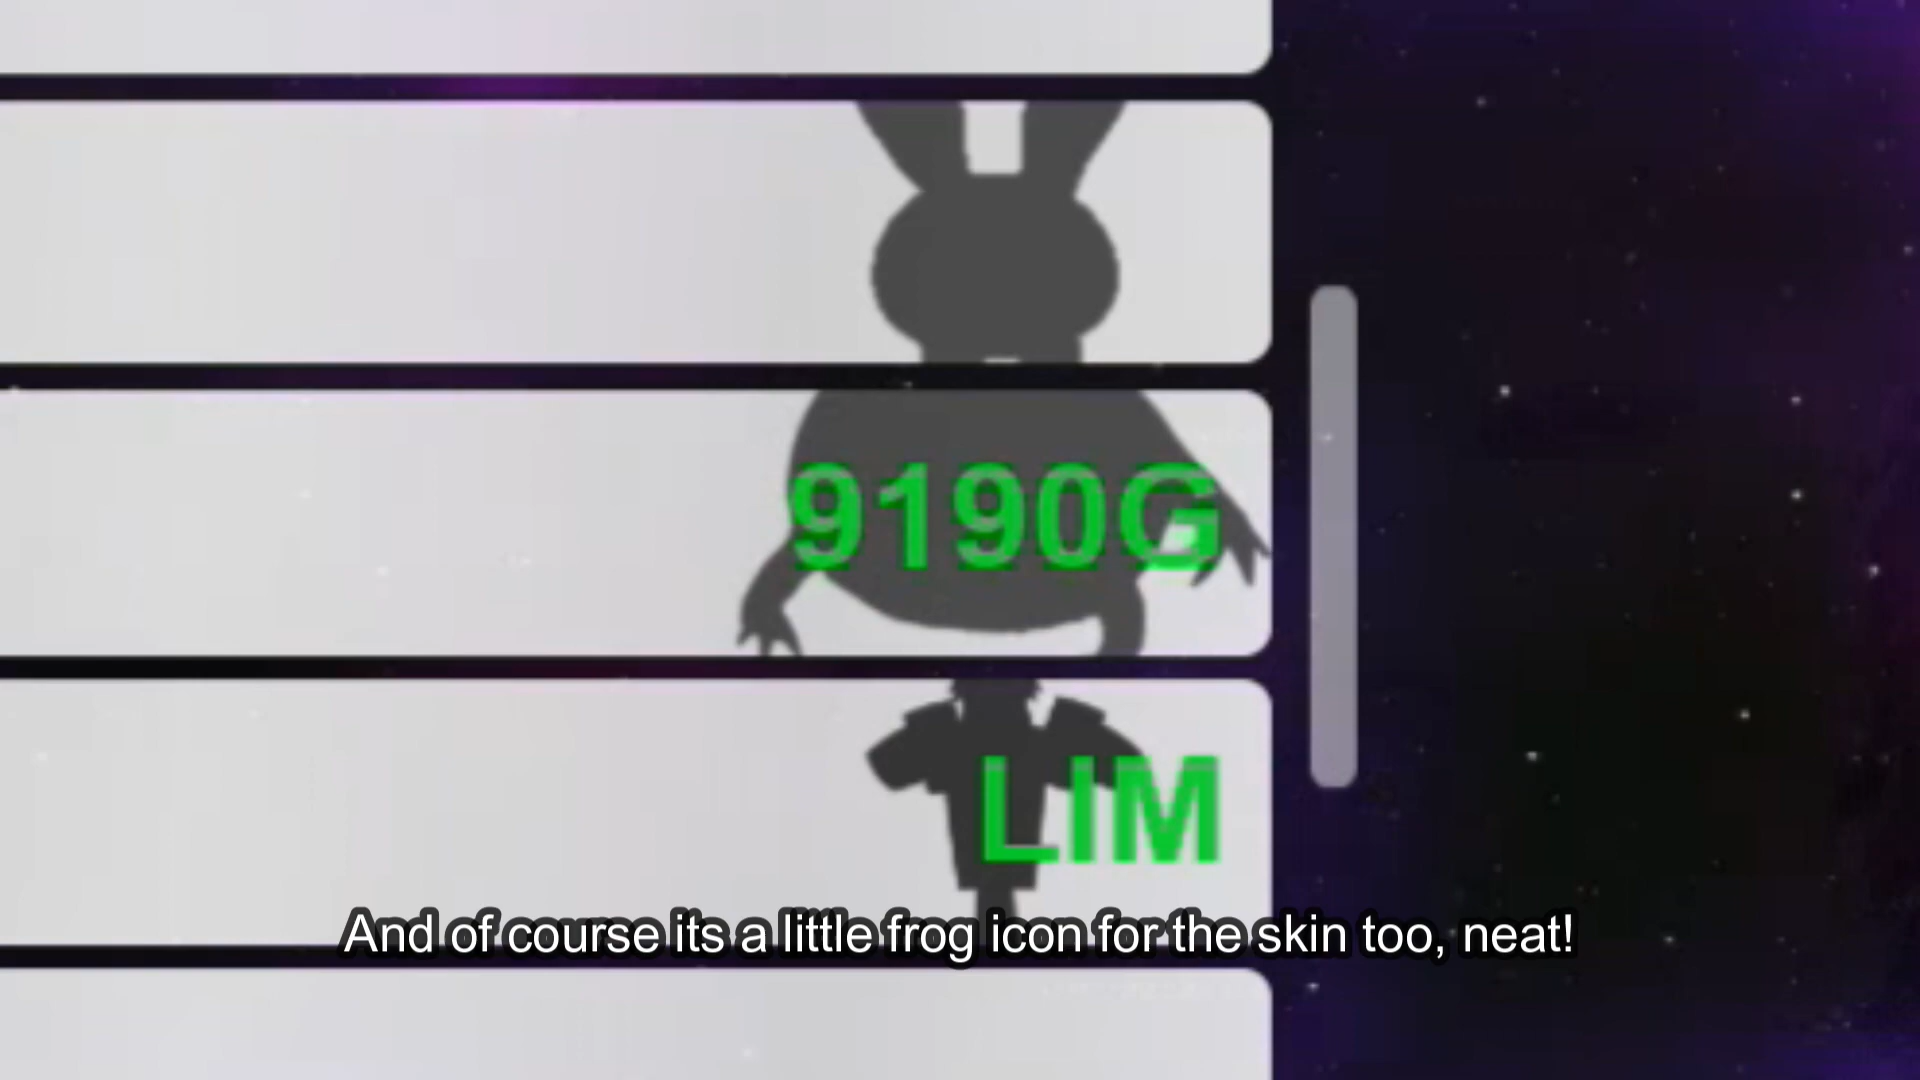 9190G
LIM
And of course its a little frog icon for the skin too, neat!